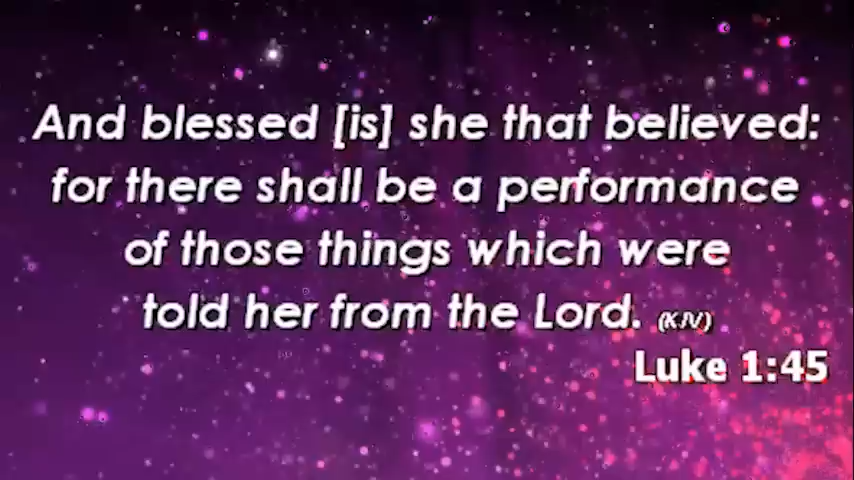 And blessed [is] she that believed:
for there shall be a performance
of those things which were
told her from the Lord. (KJV)
Luke 1:45